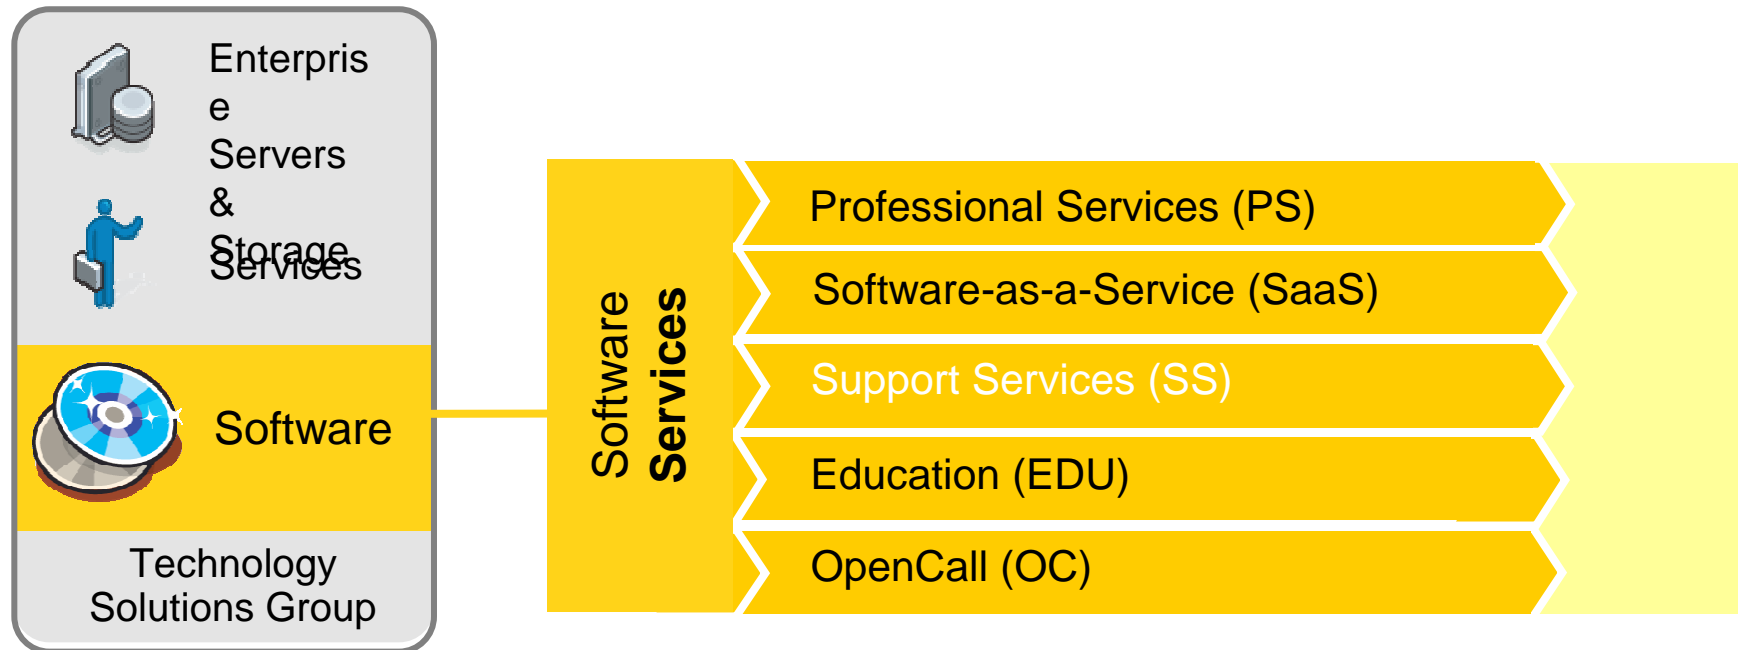 Enterpris
e
Servers
&
Storage
Services
Software
Technology
Solutions Group
Software
Services
Professional Services (PS)
Software-as-a-Service (SaaS)
Support Services (SS)
Education (EDU)
OpenCall (OC)